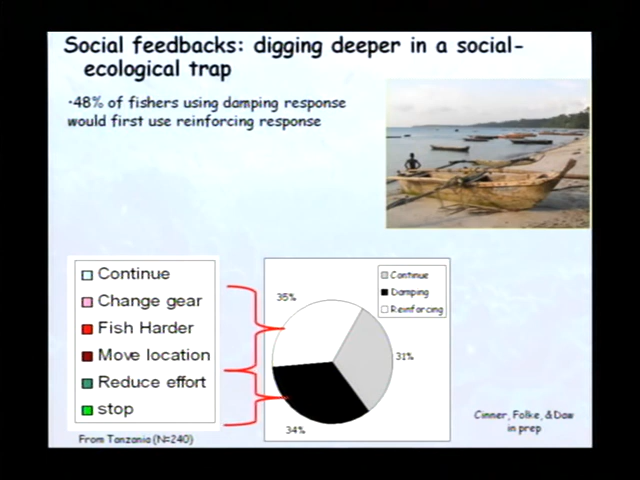 Social feedbacks: digging deeper in a social-
ecological trap
•48% of fishers using damping response
would first use reinforcing response
Continue
Change gear
Fish Harder
Move location
Reduce effort
stop
From Tanzania (N=240)
35%
31%
34%
Continue
Damping
Reinforcing
Cinner, Folke, & Daw
in prep